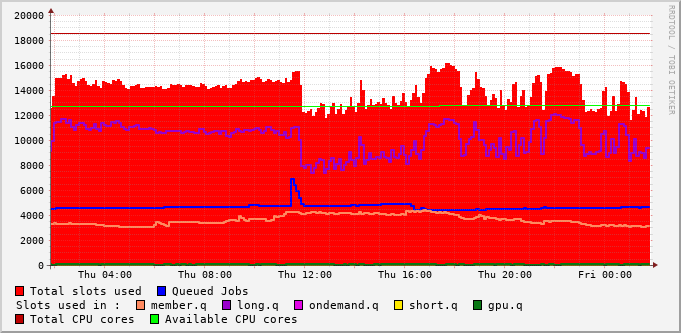 20000
18000
16000
14000
12000
10000
8000
6000
4000
2000
0
Thu 04:00 Thu 08:00 Thu 12:00 Thu 16:00 Thu 20:00 Fri 00:00
Total slots used Queued Jobs
Slots used in : member.q long.q ondemand.q short.q gpu.q
Total CPU cores Available CPU cores
RRDTOOL / TOBI OETIKER